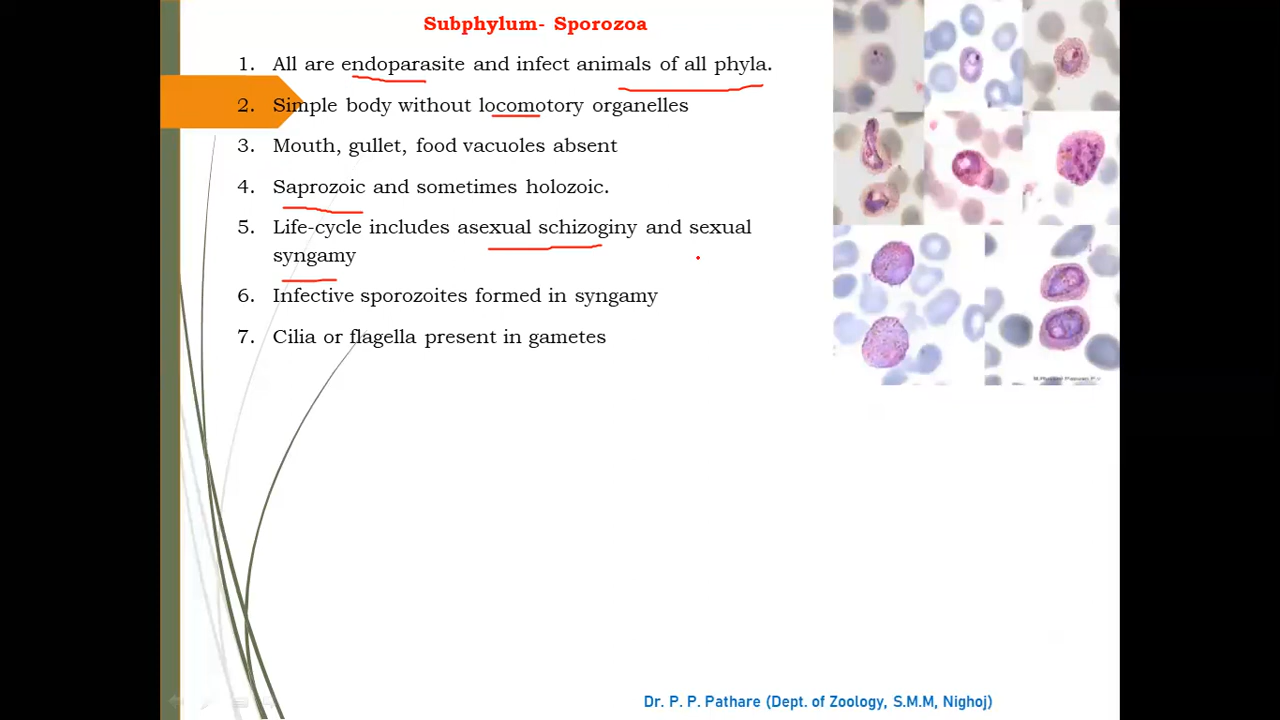 Subphylum- Sporozoa
1. All are endoparasite and infect animals of all phyla.
2. Simple body without locomotory organelles
3. Mouth, gullet, food vacuoles absent
4. Saprozoic and sometimes holozoic.
5. Life-cycle includes asexual schizoginy and sexual
syngamy
6. Infective sporozoites formed in syngamy
7. Cilia or flagella present in gametes
Dr. P. P. Pathare (Dept. of Zoology, S.M.M, Nighoj)